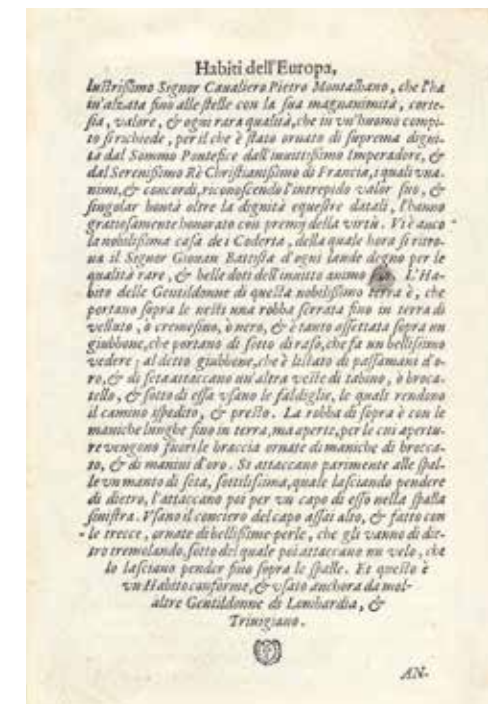 Habiti dell'Europa,
lustrissimo Signor Caualiero Pietro Montalbano, che l'ha
in'alzata fino alle stelle con la sua magnanimità, corte-
sia, valore, & ogni rara qualità, che in vn'huomo compi-
to si richiede, per il che è stato ornato di suprema digni-
tà dal Sommo Pontefice dall'inuittissimo Imperadore, &
dal Serenissimo Rè Christianissimo di Francia, i quali vna-
nimi, & concordi, riconoscendo l'intrepido valor suo, &
singolar bontà oltre la dignità equestre datali, l'hanno
gratiosamente honorato con premij della virtù. Vi è anco
la nobilissima casa de i Coderta, della quale hora si ritro-
ua il Signor Giouan Battista d'ogni laude degno per le
qualità rare, & belle doti dell'inuitto animo L'Ha-
bito delle Gentildonne di questa nobilissimo terra è, che
portano sopra le vesti una robba serrata fino in terra di
velluto, ò cremesino, ò nero, & è tanto assettata sopra un
giubbone, che portano di sotto di raso, che fa un bellissimo
vedere; al detto giubbone, che è listato di passamani d'o-
ro, & di seta attaccano un'altra veste di tabino, ò broca-
tello, & sotto di essa vsano le faldiglie, le quali rendono
il camino ispedito, & presto. La robba di sopra è con le
maniche lunghe fino in terra, ma aperte, per le cui apertu-
re vengono fuori le braccia ornate di maniche di brocca-
to, & di manini d'oro. Si attaccano parimente alle spal-
le vn manto di seta, sottilissima, quale lasciando pendere
di dietro, l'attaccano poi per vn capo di esso nella spalla
sinistra. Vsano il conciero del capo assai alto, & fatto con
le trecce, ornate di bellissime perle, che gli vanno di die-
tro tremolando, sotto del quale poi attaccano un velo, che
lo lasciano pender fino sopra le spalle. Et questo è
vn Habito conforme, & vsato anchora da mol-
altre Gentildonne di Lombardia, &
Triuigiano.
AN-